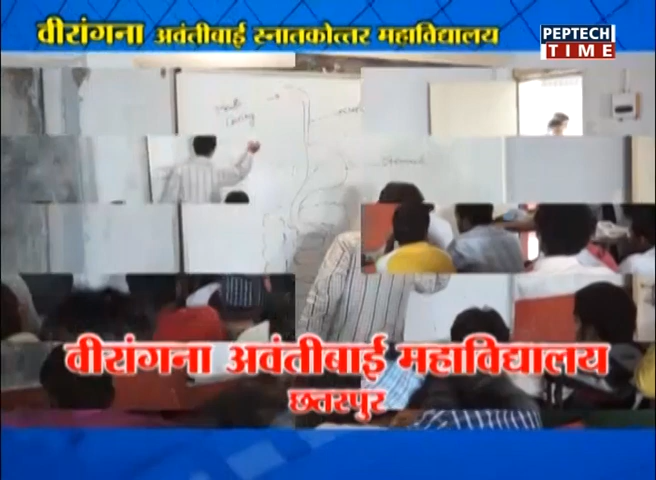 वीरांगना अवंतीबाई स्नातकोत्तर महाविद्यालय
PEPTECH
TIME
वीरांगना अवंतीबाई महाविद्यालय
छतरपुर